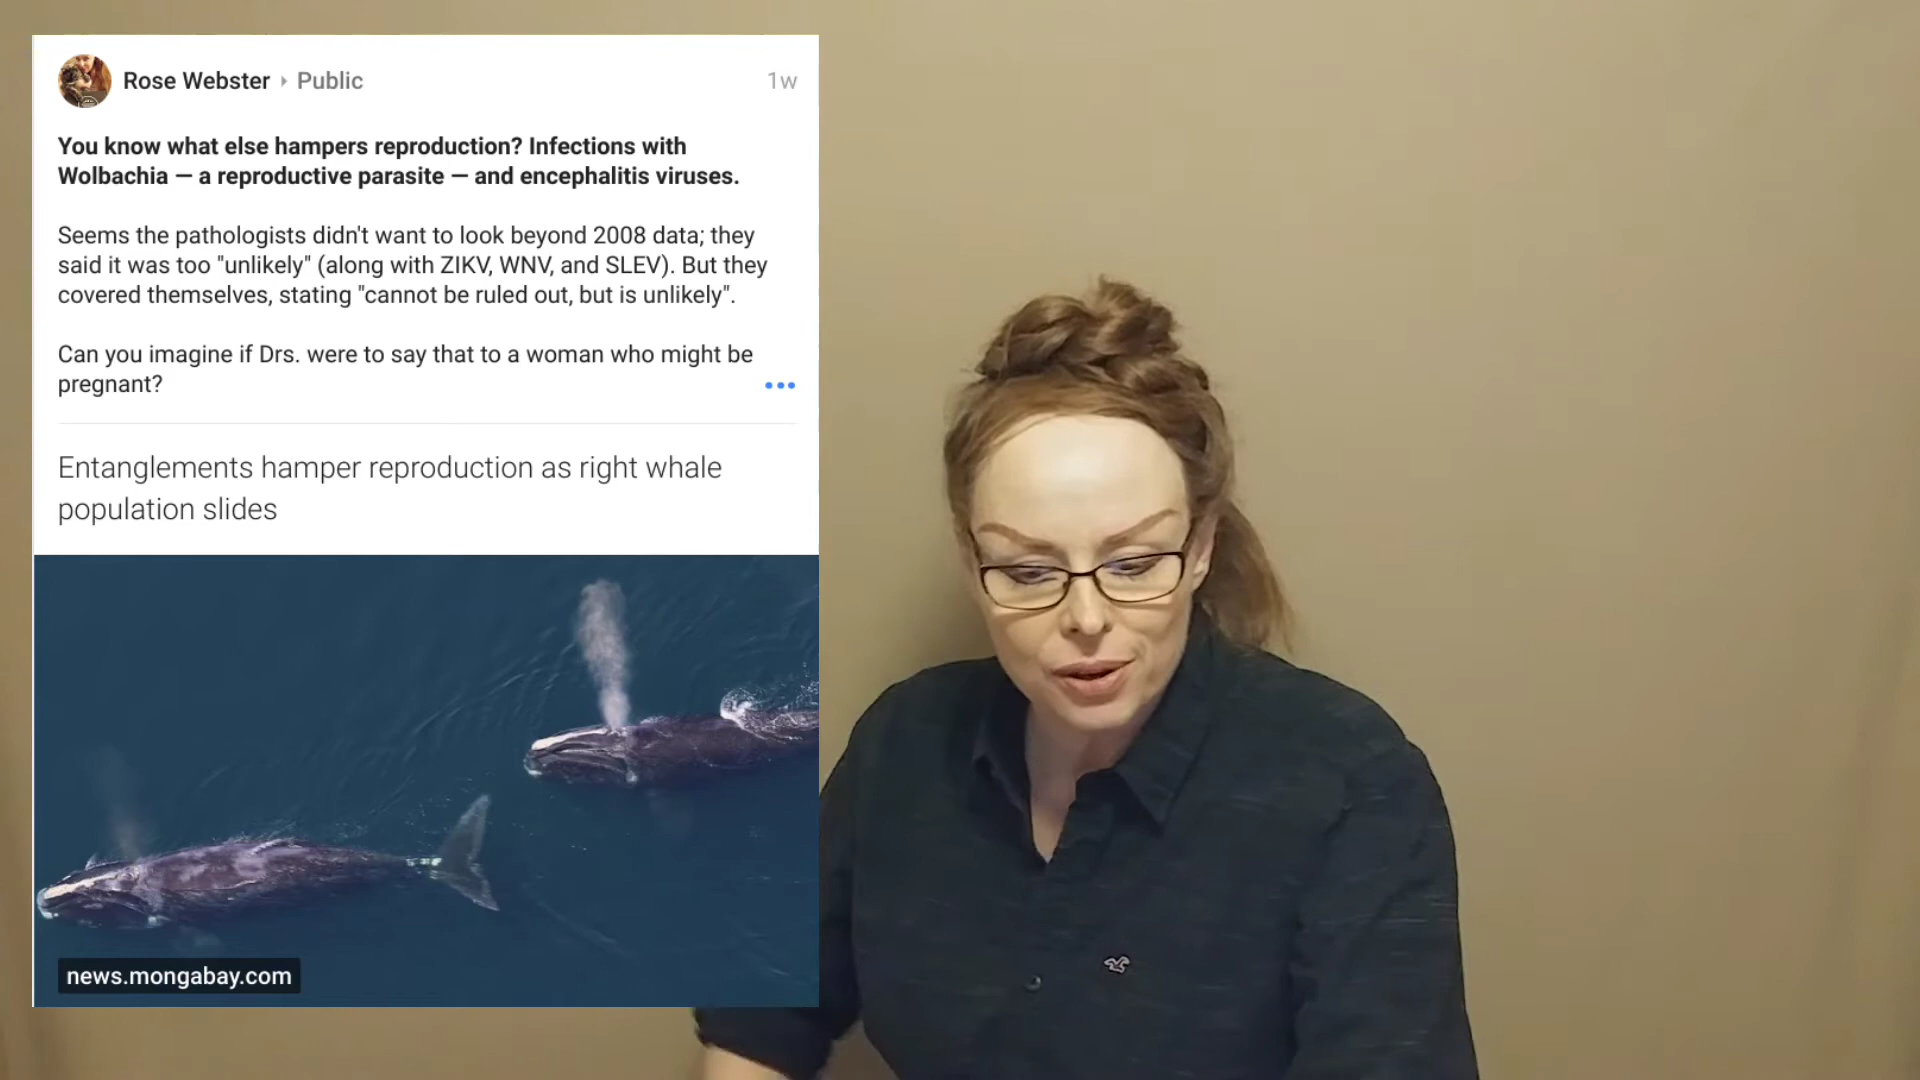 Rose Webster Public 1w
You know what else hampers reproduction? Infections with
Wolbachia — a reproductive parasite — and encephalitis viruses.
Seems the pathologists didn't want to look beyond 2008 data; they
said it was too "unlikely" (along with ZIKV, WNV, and SLEV). But they
covered themselves, stating "cannot be ruled out, but is unlikely".
Can you imagine if Drs. were to say that to a woman who might be
pregnant?
Entanglements hamper reproduction as right whale
population slides
news.mongabay.com